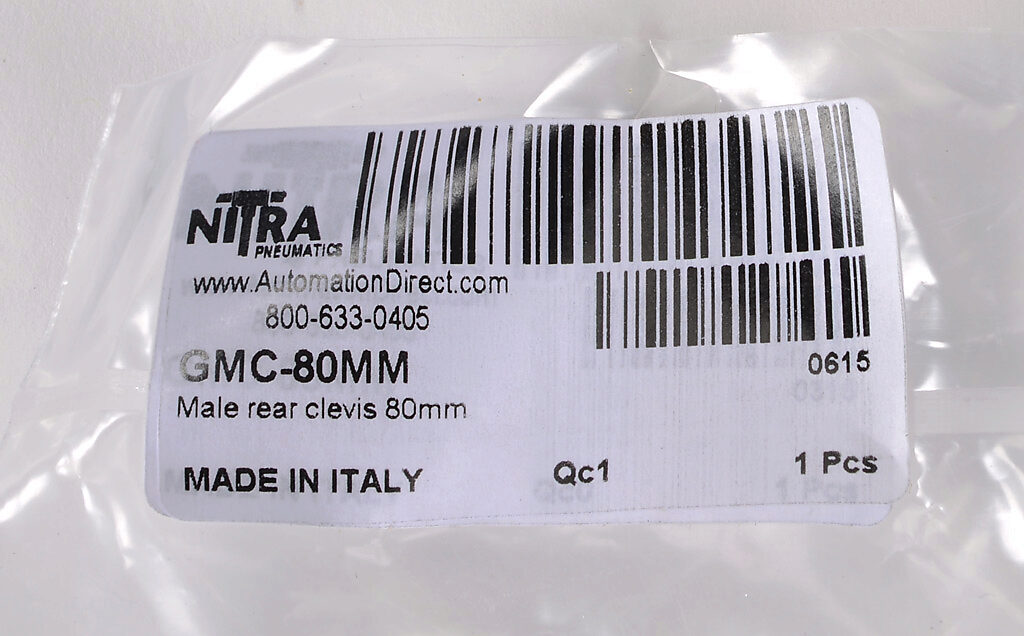 NITRA
PNEUMATICS
www.AutomationDirect.com
800-633-0405
GMC-80MM
0615
Male rear clevis 80mm
MADE IN ITALY Qc1 1 Pcs